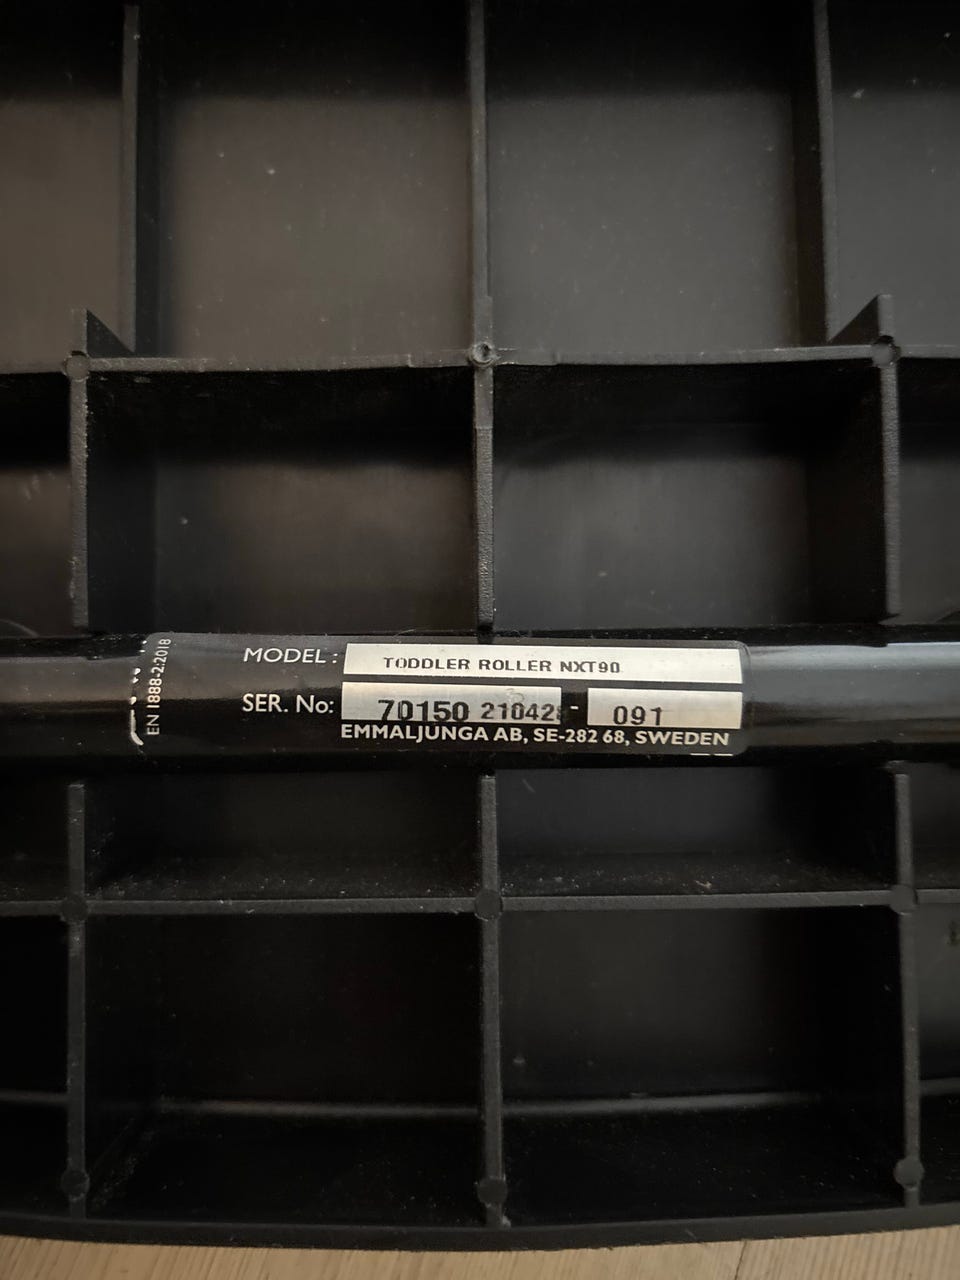 EN 1888-2:2018
MODEL : TODDLER ROLLER NXT90
SER. No: 70150 210428- 091
EMMALJUNGA AB, SE-282 68, SWEDEN